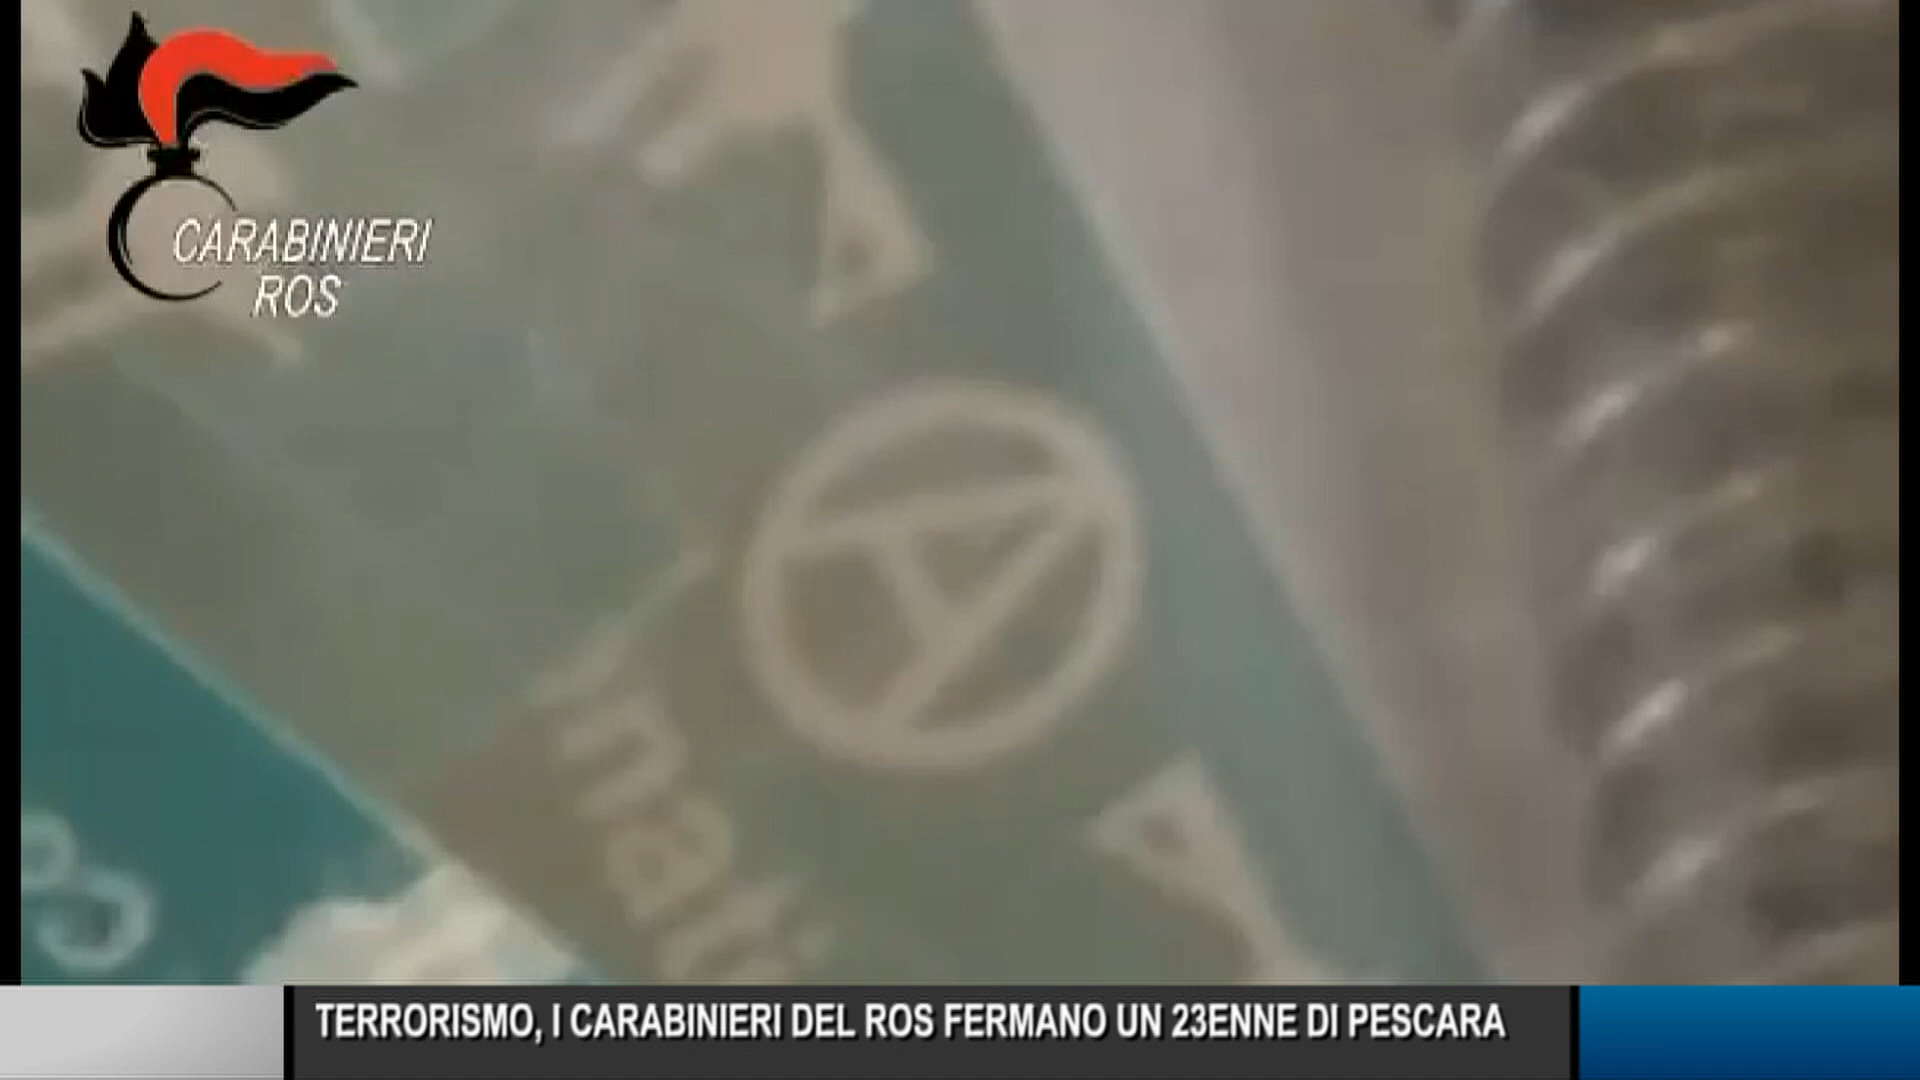 CARABINIERI
ROS
TERRORISMO, I CARABINIERI DEL ROS FERMANO UN 23ENNE DI PESCARA